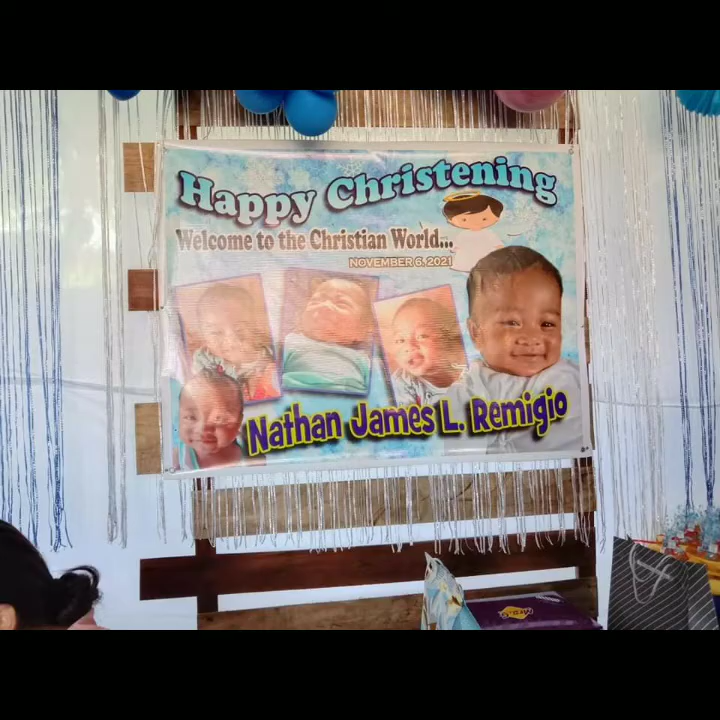 Happy Christening
Welcome to the Christian World...
NOVEMBER 6, 2021
Nathan James L. Remigio